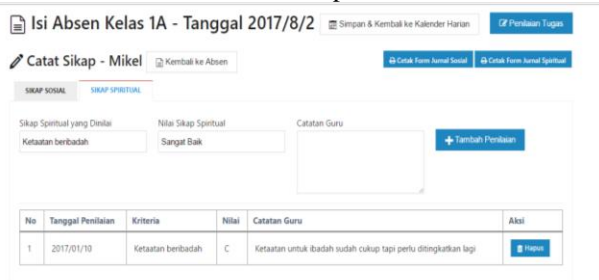 Isi Absen Kelas 1A - Tanggal 2017/8/2 Simpan & Kembali ke Kalender Harian Penilaian Tugas
Catat Sikap - Mikel Kembali ke Absen Cetak Form Jurnal Sosial Cetak Form Jurnal Spiritual
SIKAP SOSIAL SIKAP SPIRITUAL
Sikap Spiritual yang Dinilai Nilai Sikap Spiritual Catatan Guru
Ketaatan beribadah Sangat Baik Tambah Penilaian
No Tanggal Penilaian Kriteria Nilai Catatan Guru Aksi
1 2017/01/10 Ketaatan beribadah C Ketaatan untuk ibadah sudah cukup tapi perlu ditingkatkan lagi Hapus